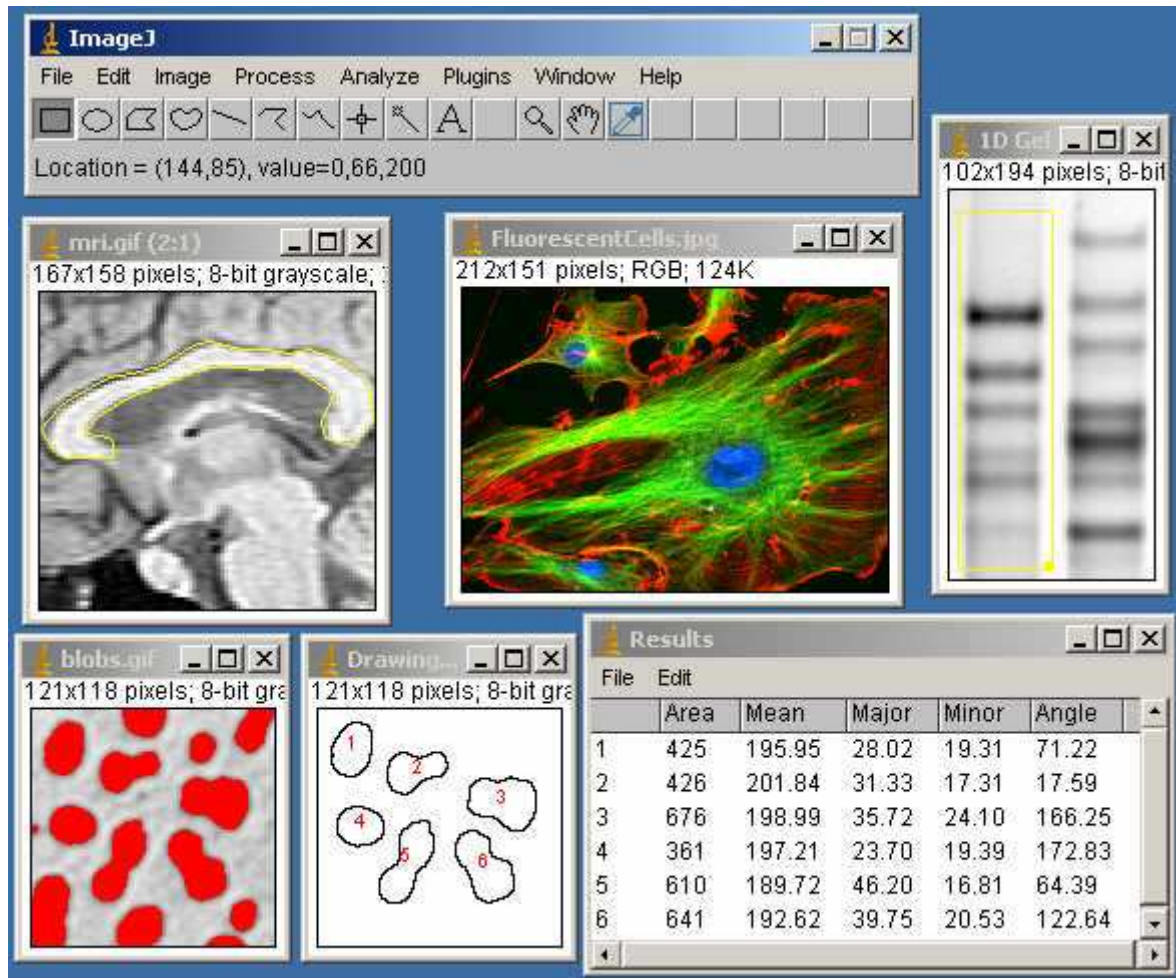 ImageJ
File Edit Image Process Analyze Plugins Window Help
A
Location = (144,85), value=0,66,200
1D Gel
102x194 pixels; 8-bit
mri.gif (2:1)
167x158 pixels; 8-bit grayscale;
FluorescentCells.jpg
212x151 pixels; RGB; 124K
blobs.gif
121x118 pixels; 8-bit gra
Drawing...
121x118 pixels; 8-bit gra
1
2
3
4
5
6
Results
File Edit
Area Mean Major Minor Angle
1 425 195.95 28.02 19.31 71.22
2 426 201.84 31.33 17.31 17.59
3 676 198.99 35.72 24.10 166.25
4 361 197.21 23.70 19.39 172.83
5 610 189.72 46.20 16.81 64.39
6 641 192.62 39.75 20.53 122.64